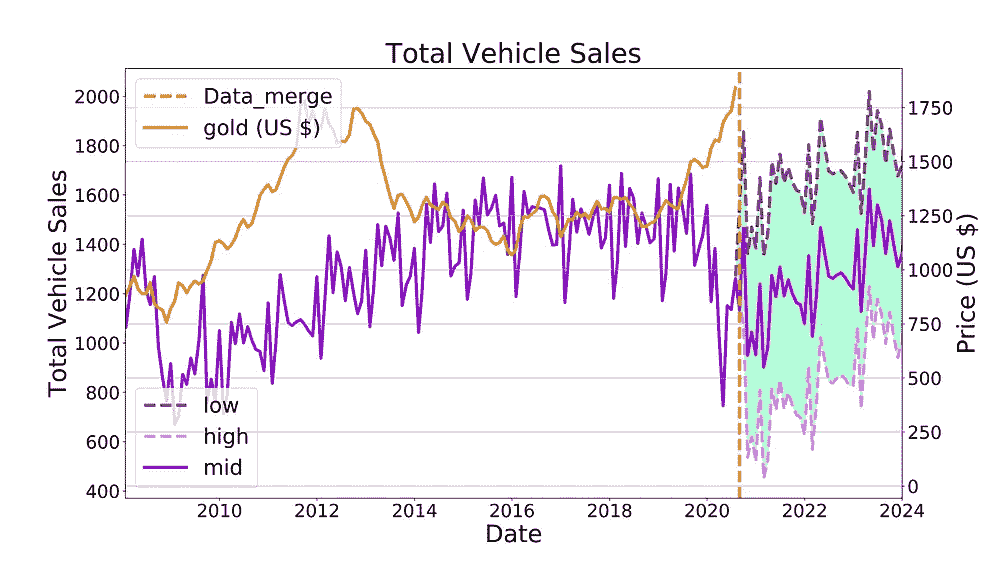 Total Vehicle Sales
Data_merge
gold (US $)
low
high
mid
Total Vehicle Sales
2000
1800
1600
1400
1200
1000
800
600
400
1750
1500
1250
1000
750
500
250
0
Price (US $)
2010 2012 2014 2016 2018 2020 2022 2024
Date